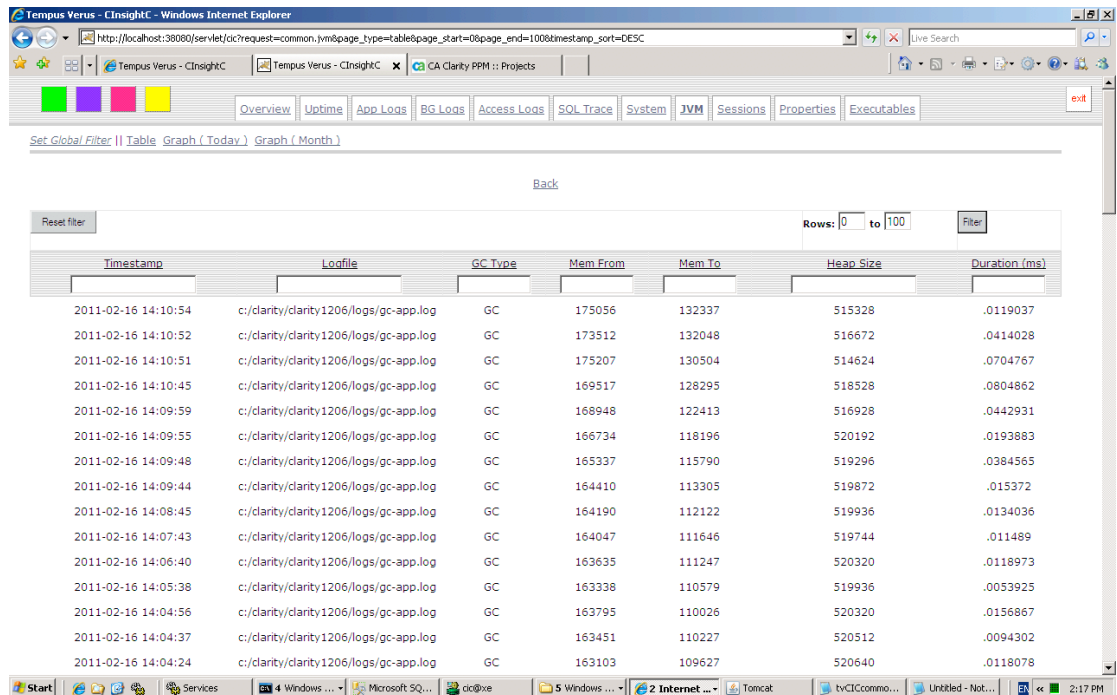 Tempus Verus - CInsightC - Windows Internet Explorer
http://localhost:38080/servlet/cic?request=common.jvm&page_type=table&page_start=0&page_end=100&timestamp_sort=DESC
Live Search
Tempus Verus - CInsightC
Tempus Verus - CInsightC
CA Clarity PPM :: Projects
Overview Uptime App Logs BG Logs Access Logs SQL Trace System JVM Sessions Properties Executables
exit
Set Global Filter || Table Graph ( Today ) Graph ( Month )
Back
Reset filter Rows: 0 to 100 Filter
Timestamp Logfile GC Type Mem From Mem To Heap Size Duration (ms)
2011-02-16 14:10:54 c:/clarity/clarity1206/logs/gc-app.log GC 175056 132337 515328 .0119037
2011-02-16 14:10:52 c:/clarity/clarity1206/logs/gc-app.log GC 173512 132048 516672 .0414028
2011-02-16 14:10:51 c:/clarity/clarity1206/logs/gc-app.log GC 175207 130504 514624 .0704767
2011-02-16 14:10:45 c:/clarity/clarity1206/logs/gc-app.log GC 169517 128295 518528 .0804862
2011-02-16 14:09:59 c:/clarity/clarity1206/logs/gc-app.log GC 168948 122413 516928 .0442931
2011-02-16 14:09:55 c:/clarity/clarity1206/logs/gc-app.log GC 166734 118196 520192 .0193883
2011-02-16 14:09:48 c:/clarity/clarity1206/logs/gc-app.log GC 165337 115790 519296 .0384565
2011-02-16 14:09:44 c:/clarity/clarity1206/logs/gc-app.log GC 164410 113305 519872 .015372
2011-02-16 14:08:45 c:/clarity/clarity1206/logs/gc-app.log GC 164190 112122 519936 .0134036
2011-02-16 14:07:43 c:/clarity/clarity1206/logs/gc-app.log GC 164047 111646 519744 .011489
2011-02-16 14:06:40 c:/clarity/clarity1206/logs/gc-app.log GC 163635 111247 520320 .0118973
2011-02-16 14:05:38 c:/clarity/clarity1206/logs/gc-app.log GC 163338 110579 519936 .0053925
2011-02-16 14:04:56 c:/clarity/clarity1206/logs/gc-app.log GC 163795 110026 520320 .0156867
2011-02-16 14:04:37 c:/clarity/clarity1206/logs/gc-app.log GC 163451 110227 520512 .0094302
2011-02-16 14:04:24 c:/clarity/clarity1206/logs/gc-app.log GC 163103 109627 520640 .0118078
Start Services 4 Windows ... Microsoft SQ... cic@xe 5 Windows ... 2 Internet ... Tomcat tvCICcommo... Untitled - Not... EN « 2:17 PM